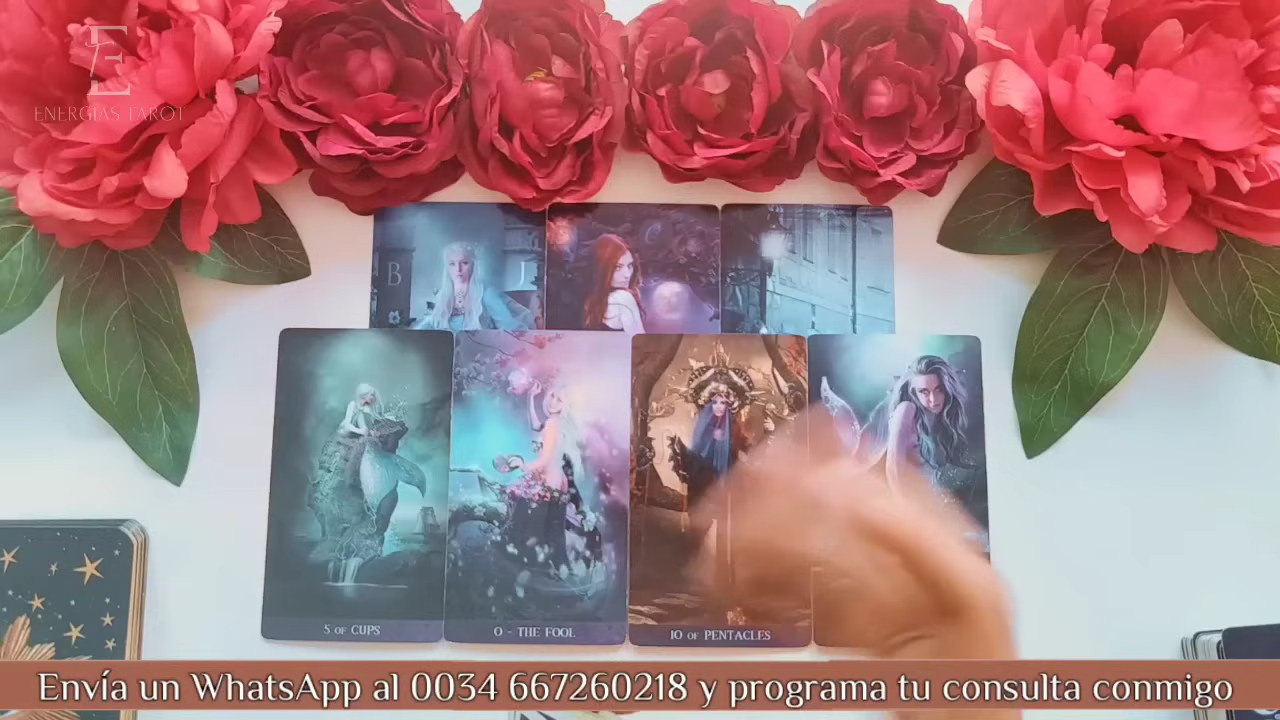 E
ENERGÍAS TAROT
B J
5 OF CUPS
0 - THE FOOL
10 OF PENTACLES
Envía un WhatsApp al 0034 667260218 y programa tu consulta conmigo